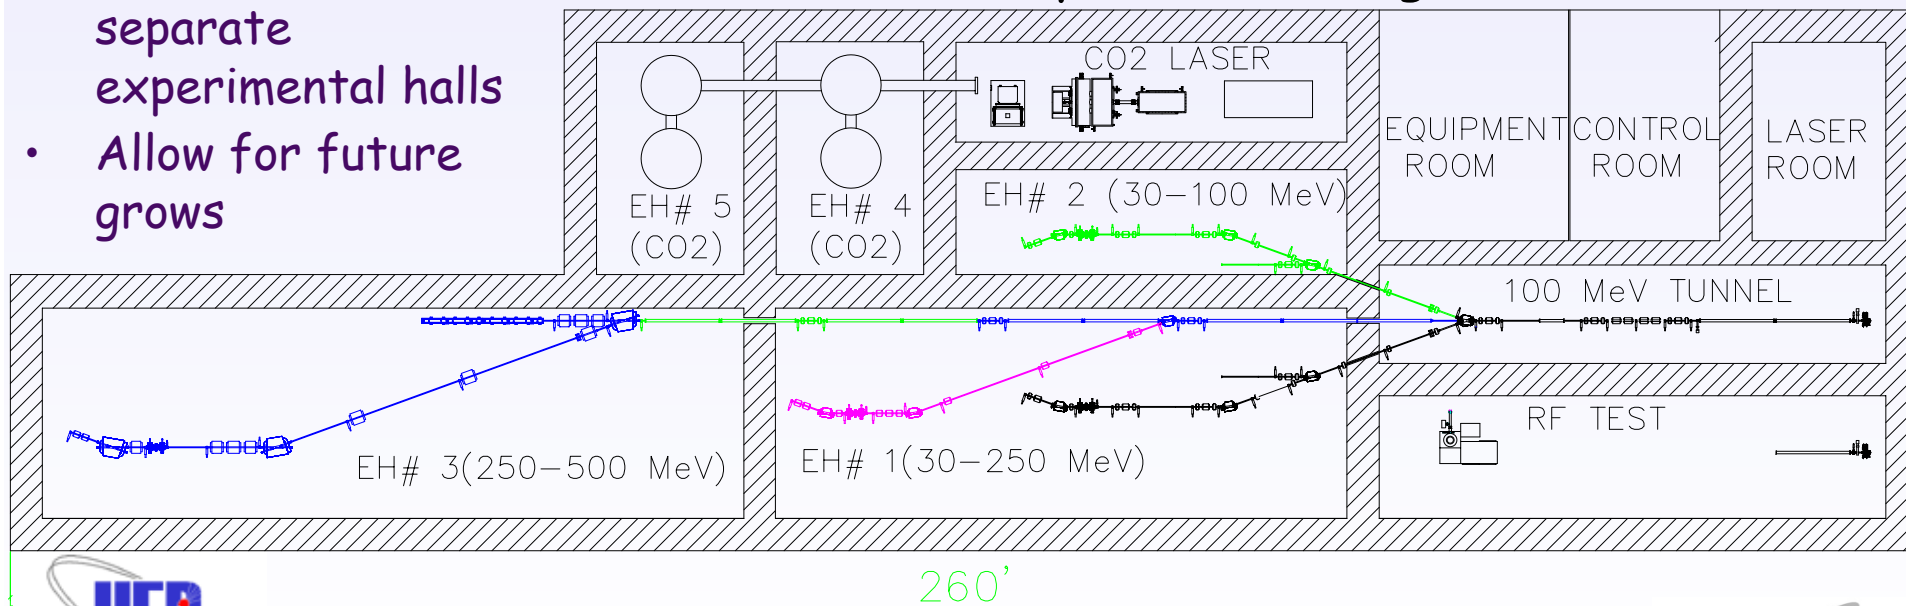 separate
experimental halls
• Allow for future
grows
CO2 LASER
EQUIPMENT
ROOM
CONTROL
ROOM
LASER
ROOM
EH# 5
(CO2)
EH# 4
(CO2)
EH# 2 (30-100 MeV)
100 MeV TUNNEL
RF TEST
EH# 3(250-500 MeV)
EH# 1(30-250 MeV)
260'